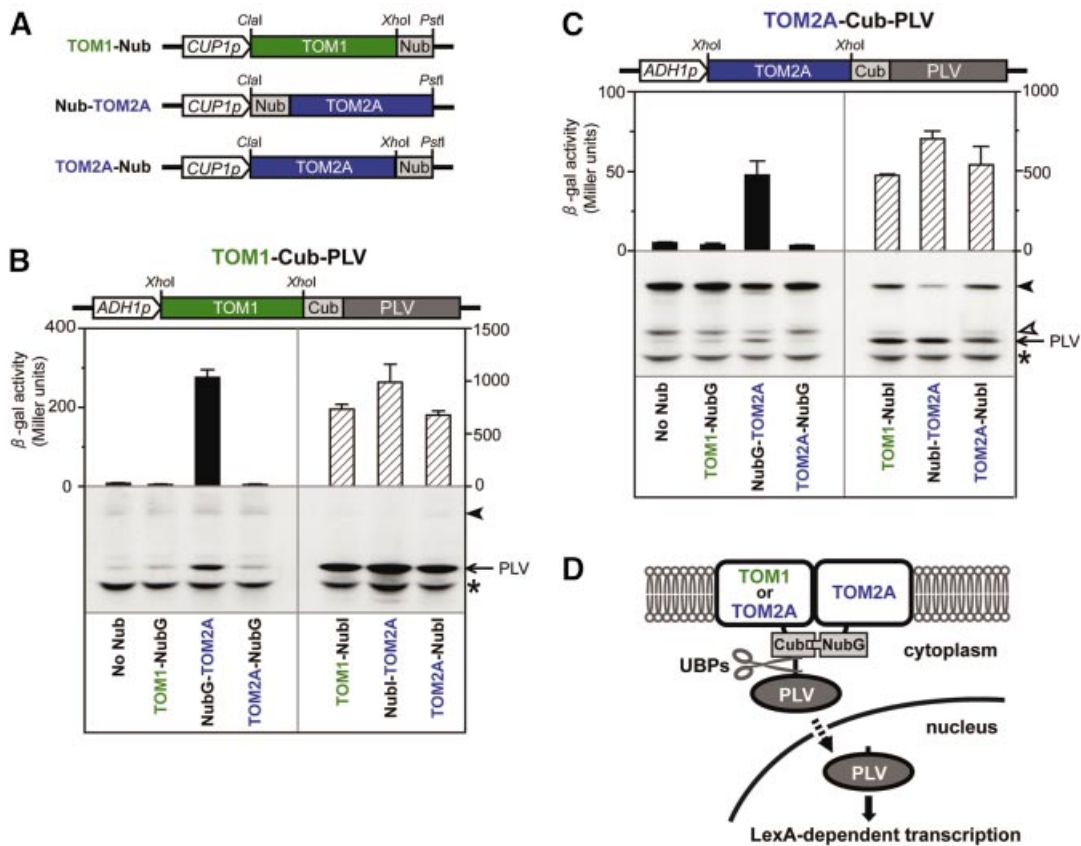 A
ClaI XhoI PstI
TOM1-Nub CUP1p TOM1 Nub
ClaI PstI
Nub-TOM2A CUP1p Nub TOM2A
ClaI XhoI PstI
TOM2A-Nub CUP1p TOM2A Nub
B
TOM1-Cub-PLV
XhoI XhoI
ADH1p TOM1 Cub PLV
400 1500
β-gal activity
(Miller units)
1000
200
500
0 0
PLV
*
No Nub
TOM1-NubG
NubG-TOM2A
TOM2A-NubG
TOM1-NubI
NubI-TOM2A
TOM2A-NubI
C
TOM2A-Cub-PLV
XhoI XhoI
ADH1p TOM2A Cub PLV
100 1000
β-gal activity
(Miller units)
50 500
0 0
PLV
*
No Nub
TOM1-NubG
NubG-TOM2A
TOM2A-NubG
TOM1-NubI
NubI-TOM2A
TOM2A-NubI
D
TOM1
or
TOM2A
TOM2A
Cub NubG
cytoplasm
UBPs
PLV
nucleus
PLV
LexA-dependent transcription